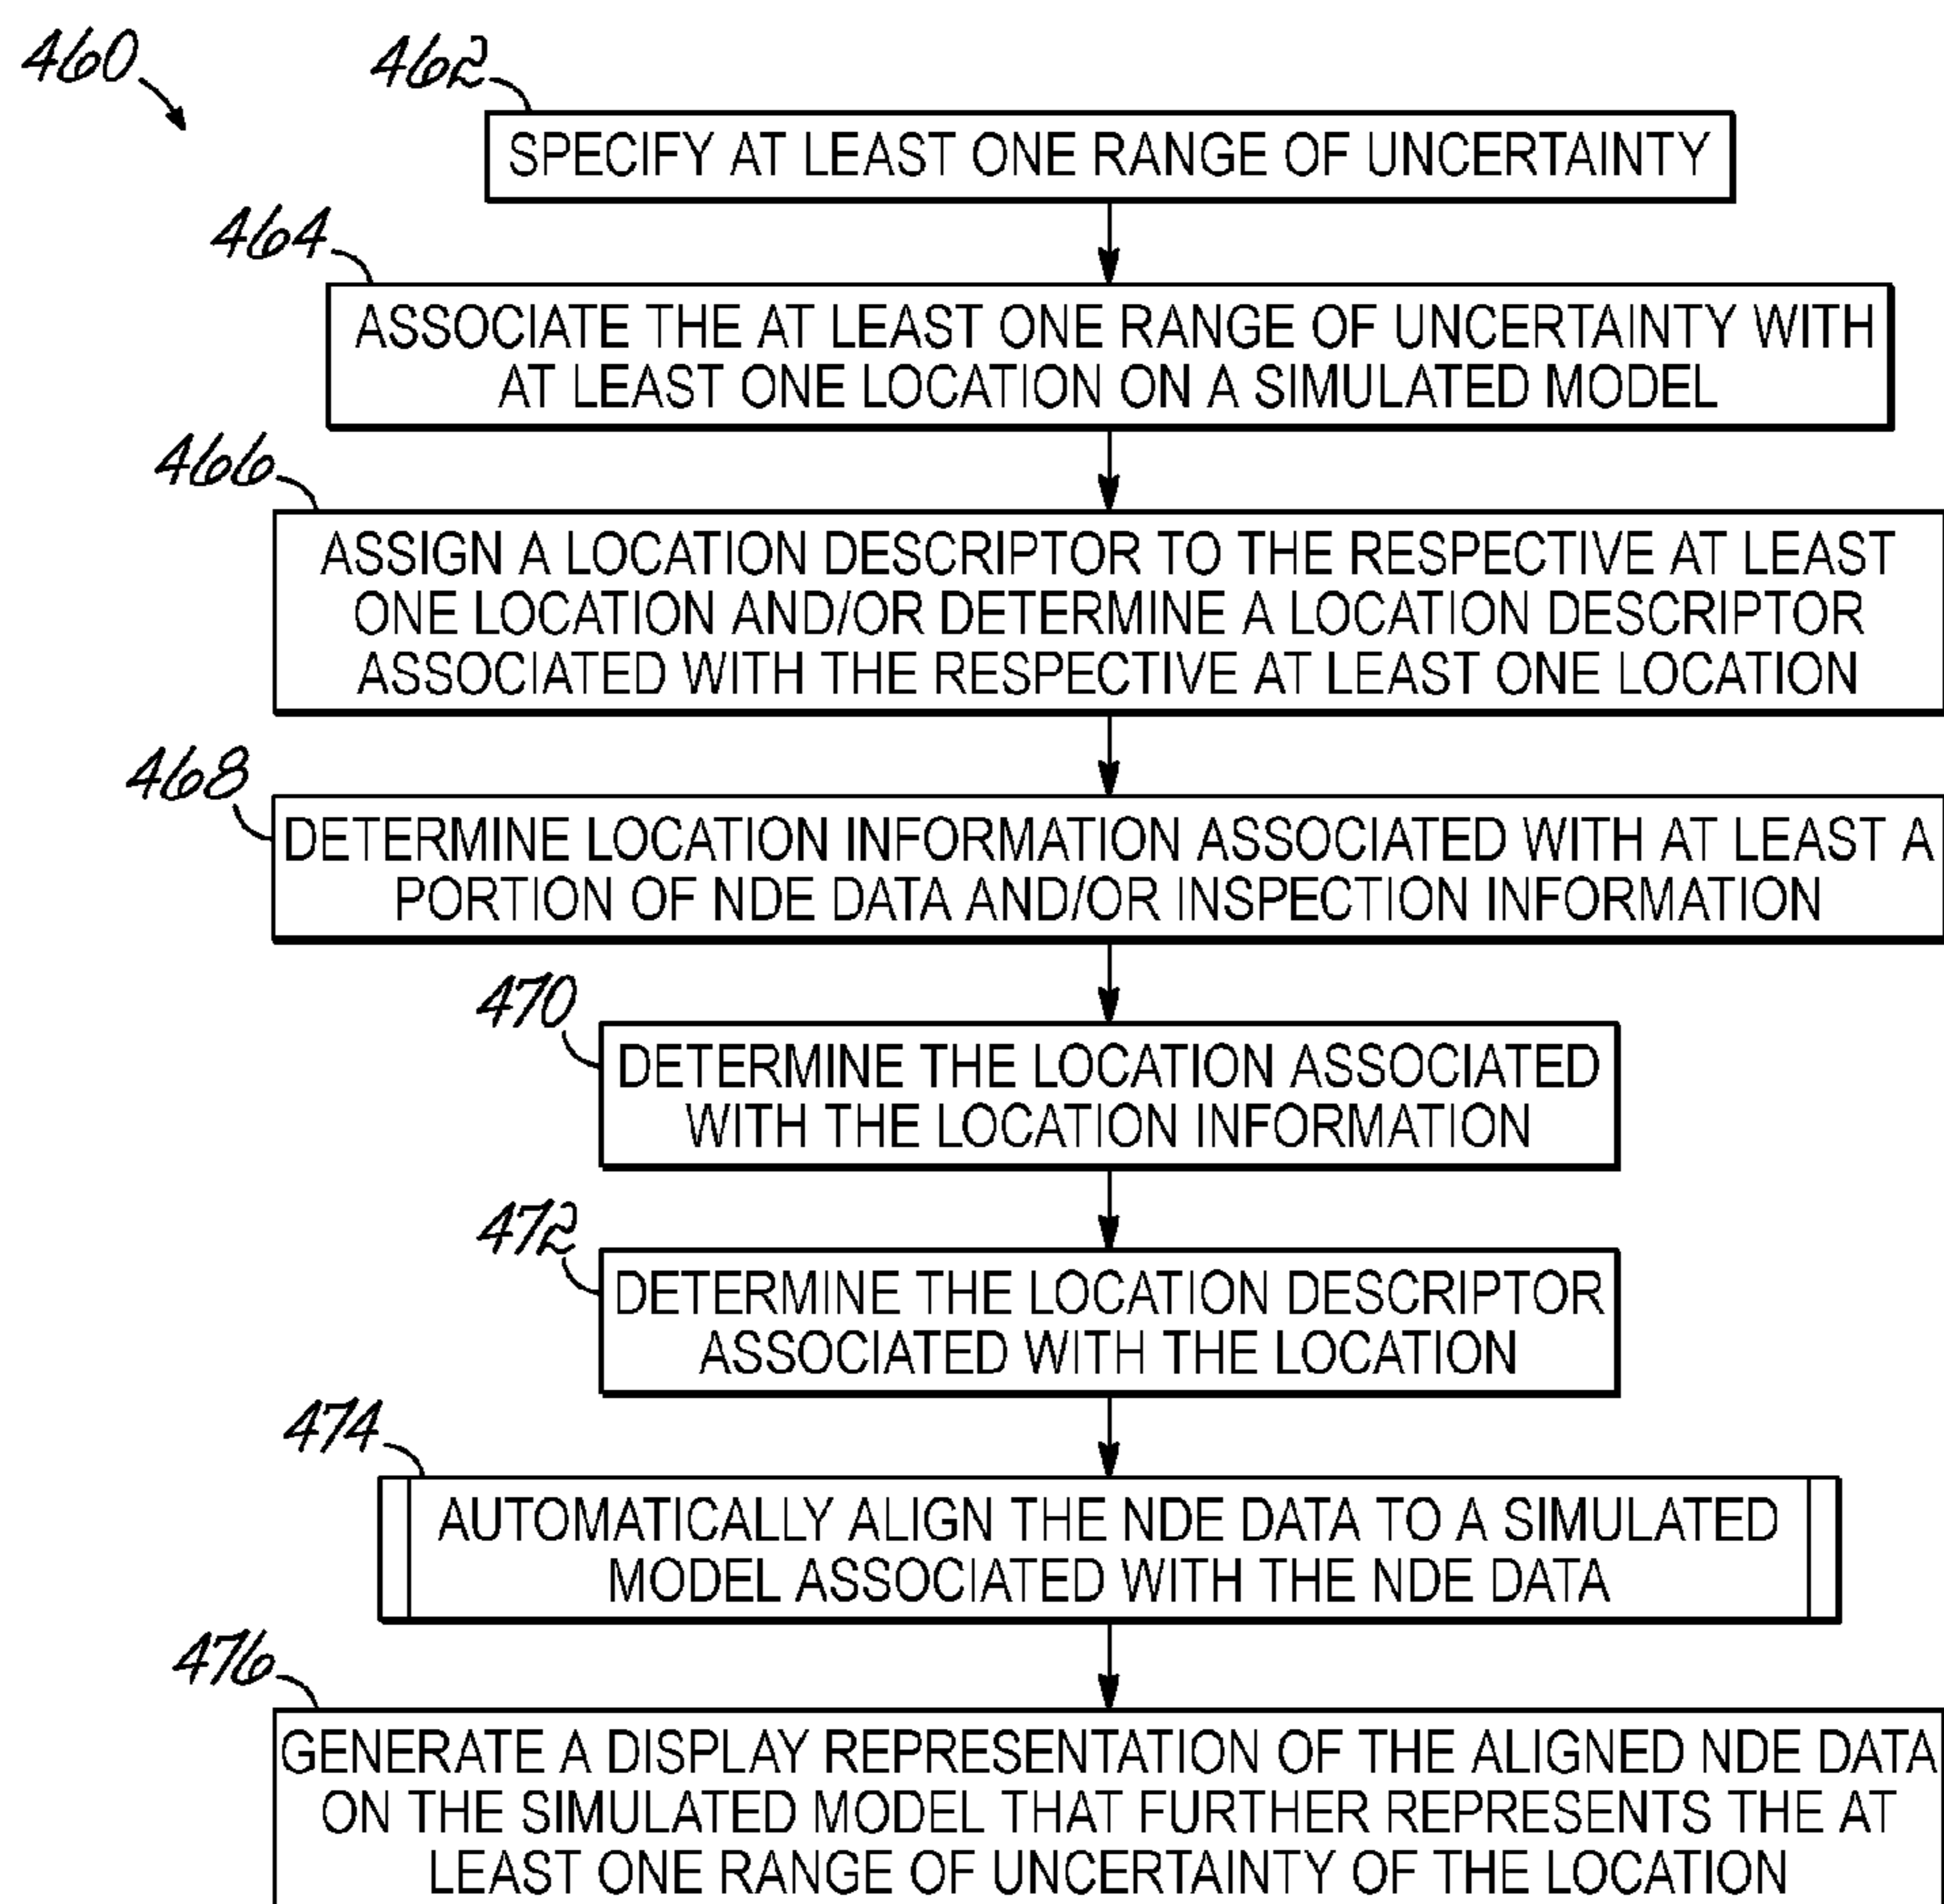 460
462
SPECIFY AT LEAST ONE RANGE OF UNCERTAINTY
464
ASSOCIATE THE AT LEAST ONE RANGE OF UNCERTAINTY WITH
AT LEAST ONE LOCATION ON A SIMULATED MODEL
466
ASSIGN A LOCATION DESCRIPTOR TO THE RESPECTIVE AT LEAST
ONE LOCATION AND/OR DETERMINE A LOCATION DESCRIPTOR
ASSOCIATED WITH THE RESPECTIVE AT LEAST ONE LOCATION
468
DETERMINE LOCATION INFORMATION ASSOCIATED WITH AT LEAST A
PORTION OF NDE DATA AND/OR INSPECTION INFORMATION
470
DETERMINE THE LOCATION ASSOCIATED
WITH THE LOCATION INFORMATION
472
DETERMINE THE LOCATION DESCRIPTOR
ASSOCIATED WITH THE LOCATION
474
AUTOMATICALLY ALIGN THE NDE DATA TO A SIMULATED
MODEL ASSOCIATED WITH THE NDE DATA
476
GENERATE A DISPLAY REPRESENTATION OF THE ALIGNED NDE DATA
ON THE SIMULATED MODEL THAT FURTHER REPRESENTS THE AT
LEAST ONE RANGE OF UNCERTAINTY OF THE LOCATION